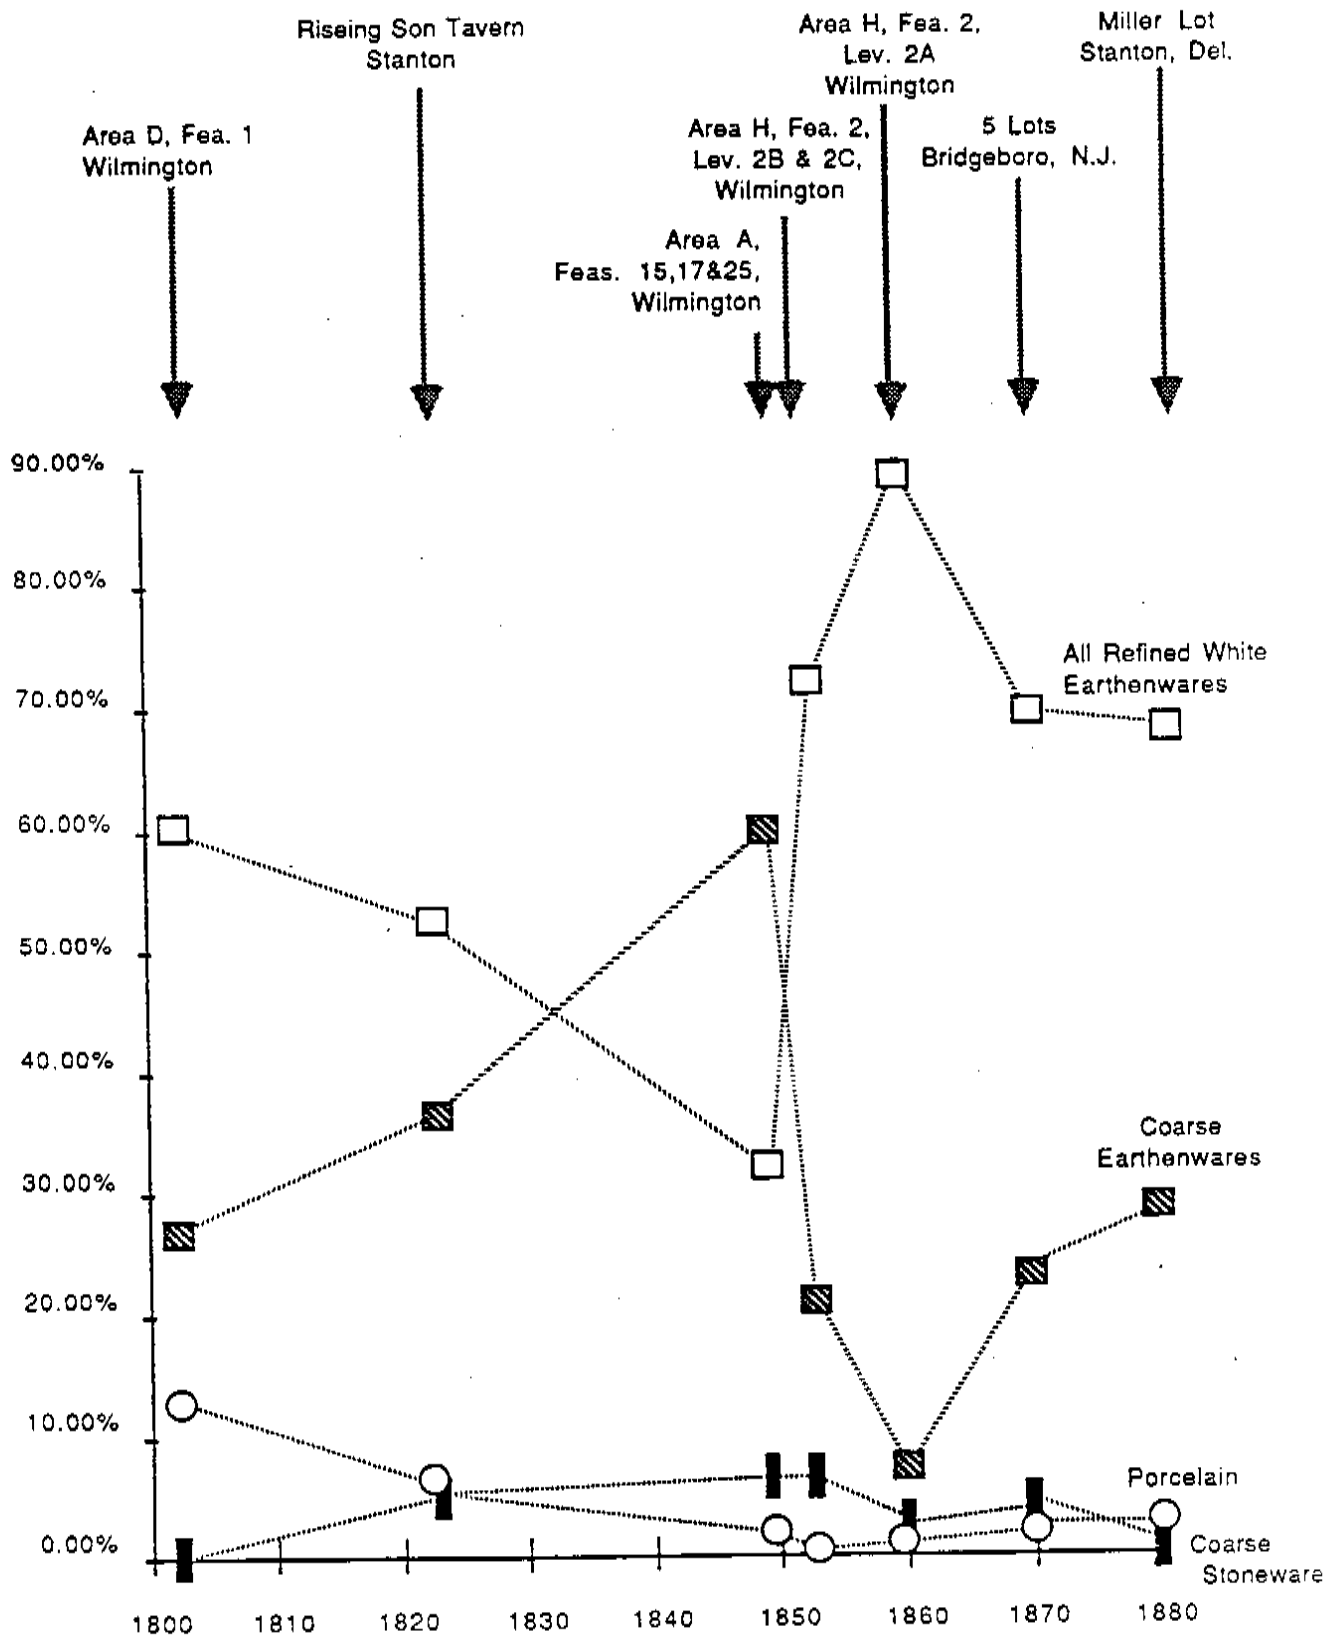 Riseing Son Tavern
Stanton
Area H, Fea. 2,
Lev. 2A
Wilmington
Miller Lot
Stanton, Del.
Area D, Fea. 1
Wilmington
Area H, Fea. 2,
Lev. 2B & 2C,
Wilmington
5 Lots
Bridgeboro, N.J.
Area A,
Feas. 15,17&25,
Wilmington
90.00%
80.00%
All Refined White
Earthenwares
70.00%
60.00%
50.00%
40.00%
Coarse
Earthenwares
30.00%
20.00%
10.00%
Porcelain
0.00%
Coarse
Stoneware
1800 1810 1820 1830 1840 1850 1860 1870 1880